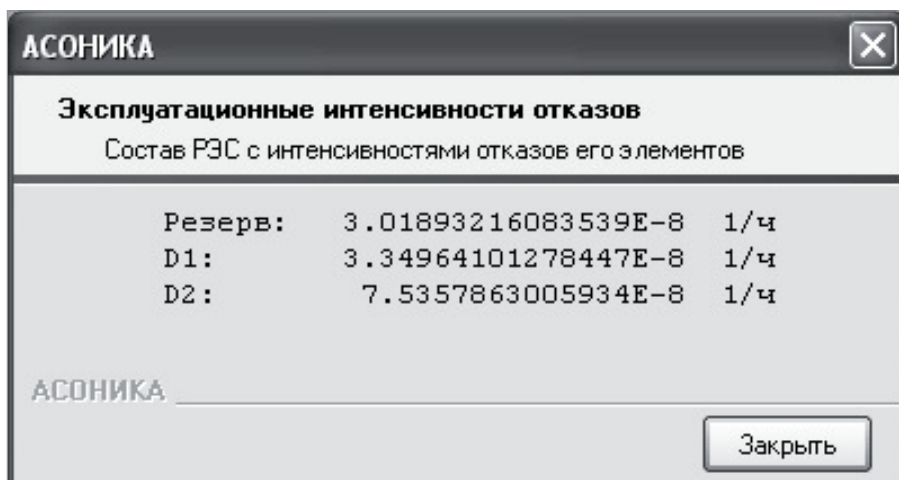 АСОНИКА
Эксплуатационные интенсивности отказов
Состав РЭС с интенсивностями отказов его элементов
Резерв: 3.01893216083539E-8 1/ч
D1: 3.34964101278447E-8 1/ч
D2: 7.5357863005934E-8 1/ч
АСОНИКА
Закрыть